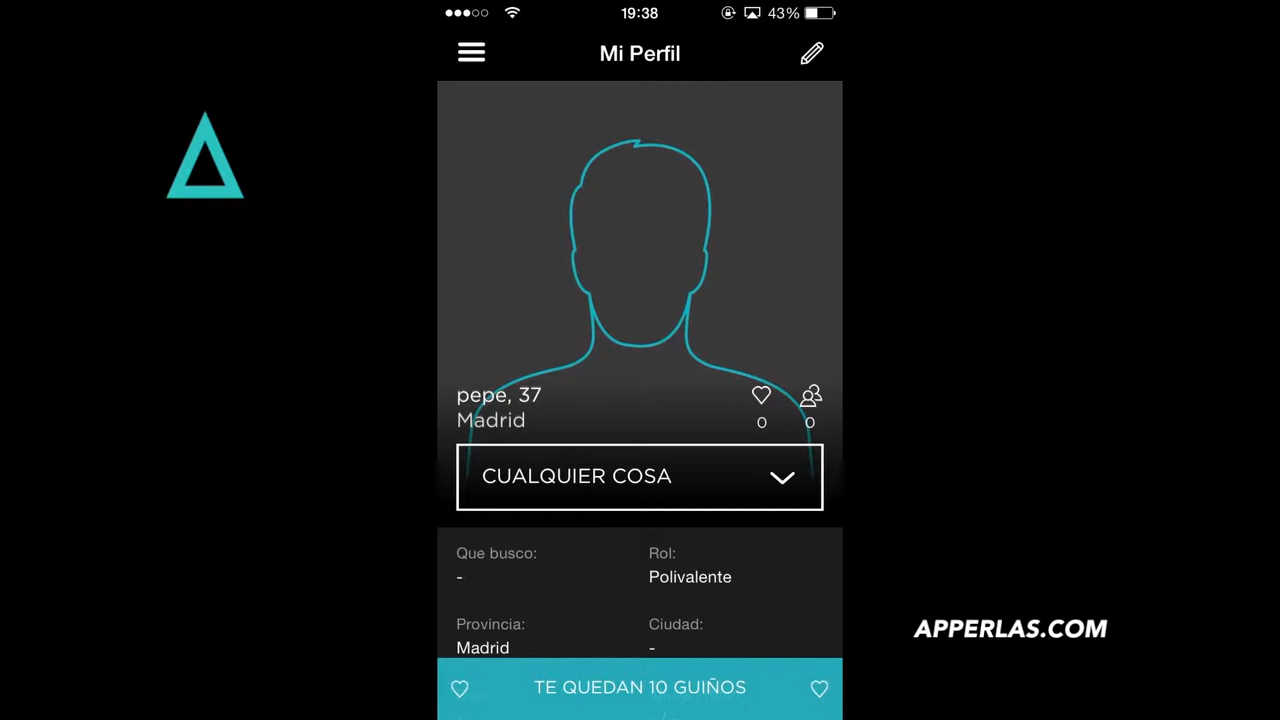 19:38
43%
Mi Perfil
pepe, 37
Madrid
0
0
CUALQUIER COSA
Que busco:
Rol:
-
Polivalente
Provincia:
Ciudad:
Madrid
-
TE QUEDAN 10 GUIÑOS
APPERLAS.COM